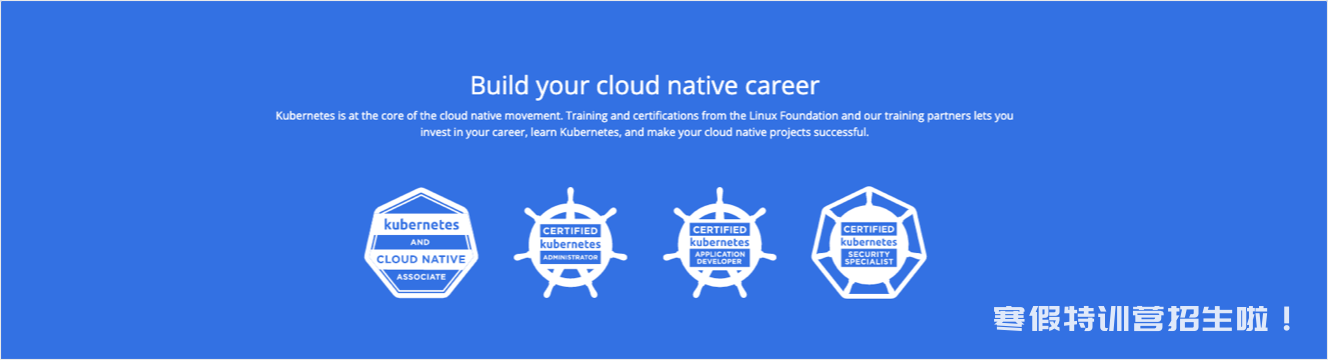 Build your cloud native career
Kubernetes is at the core of the cloud native movement. Training and certifications from the Linux Foundation and our training partners lets you
invest in your career, learn Kubernetes, and make your cloud native projects successful.
kubernetes
AND
CLOUD NATIVE
ASSOCIATE
CERTIFIED
kubernetes
ADMINISTRATOR
CERTIFIED
kubernetes
APPLICATION
DEVELOPER
CERTIFIED
kubernetes
SECURITY
SPECIALIST
寒假特训营招生啦！